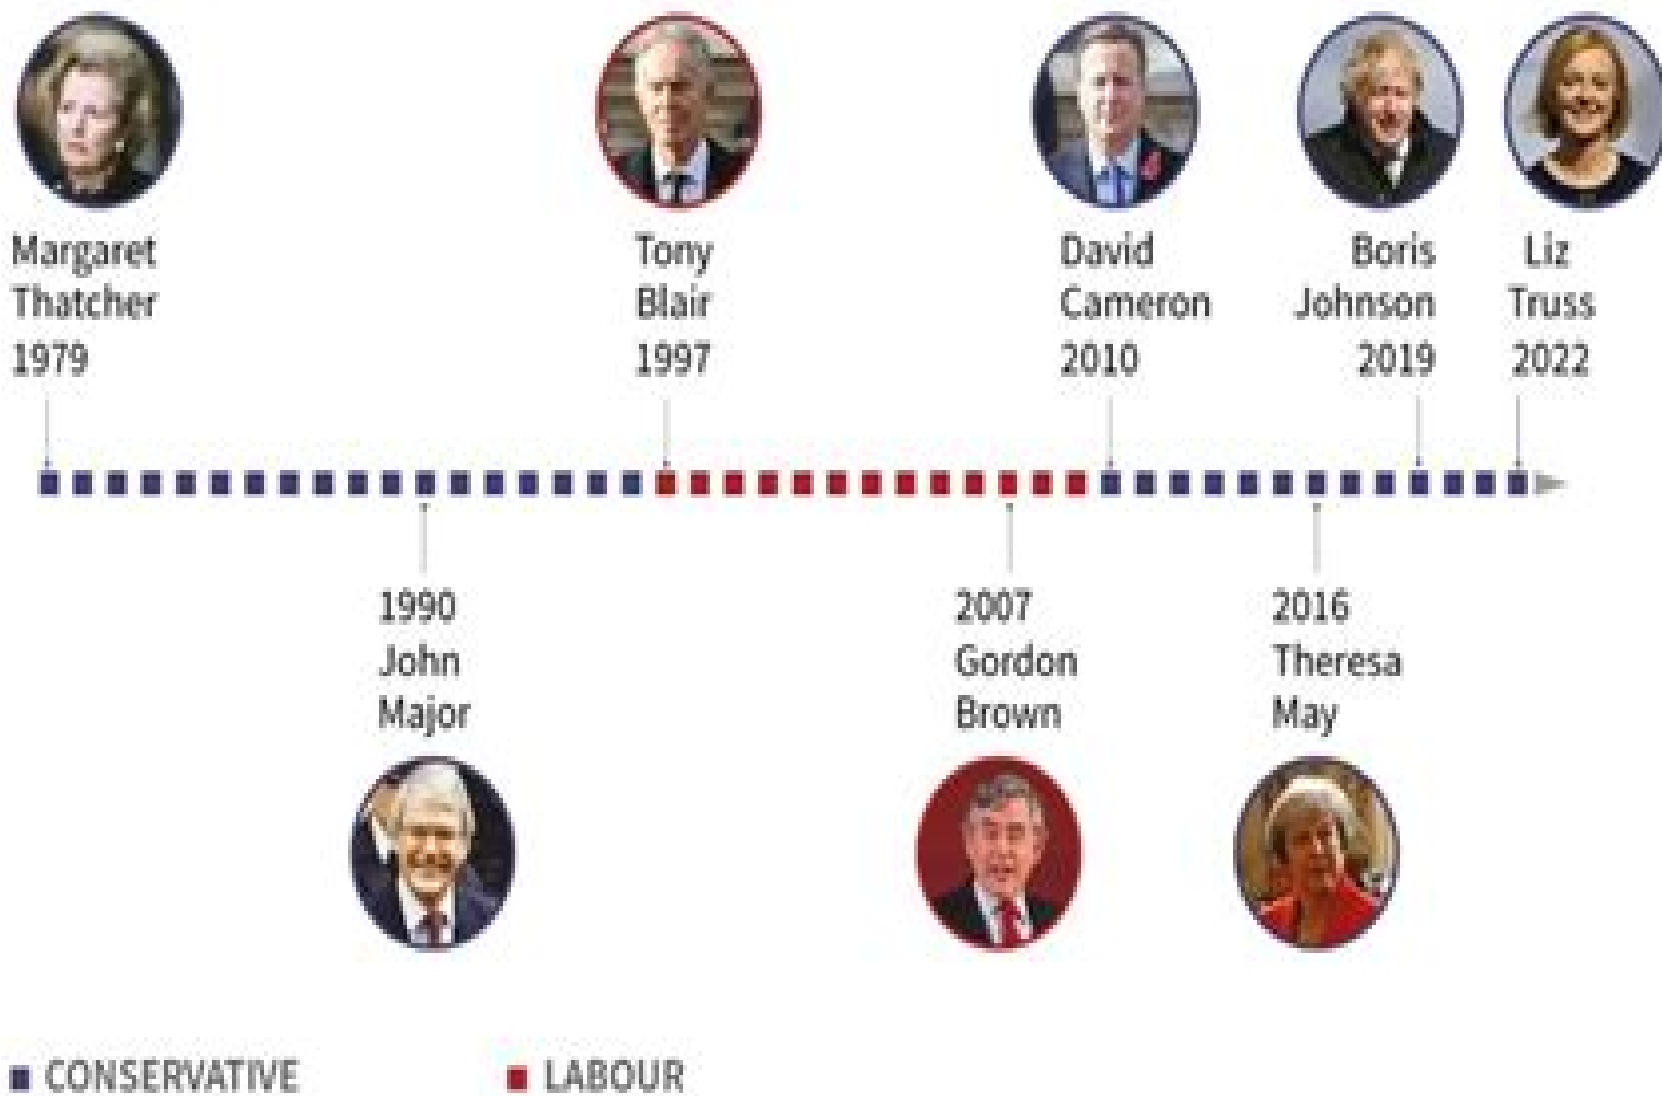 Margaret
Thatcher
1979
Tony
Blair
1997
David
Cameron
2010
Boris
Johnson
2019
Liz
Truss
2022
1990
John
Major
2007
Gordon
Brown
2016
Theresa
May
CONSERVATIVE
LABOUR